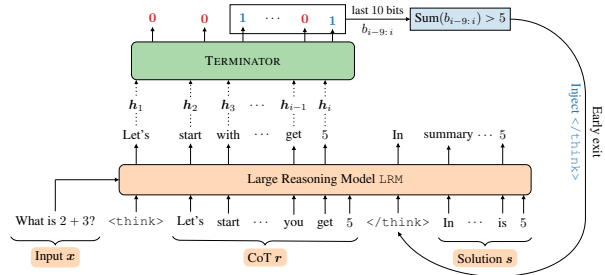 0 0 1 ⋯ 0 1
last 10 bits
b_{i−9:i}
Sum(b_{i−9:i}) > 5
TERMINATOR
h_1 h_2 h_3 ⋯ h_{i−1} h_i
Let's start with ⋯ get 5 In summary ⋯ 5
Early exit
Inject </think>
Large Reasoning Model LRM
What is 2 + 3? <think> Let's start ⋯ you get 5 </think> In ⋯ is 5
Input x CoT r Solution s